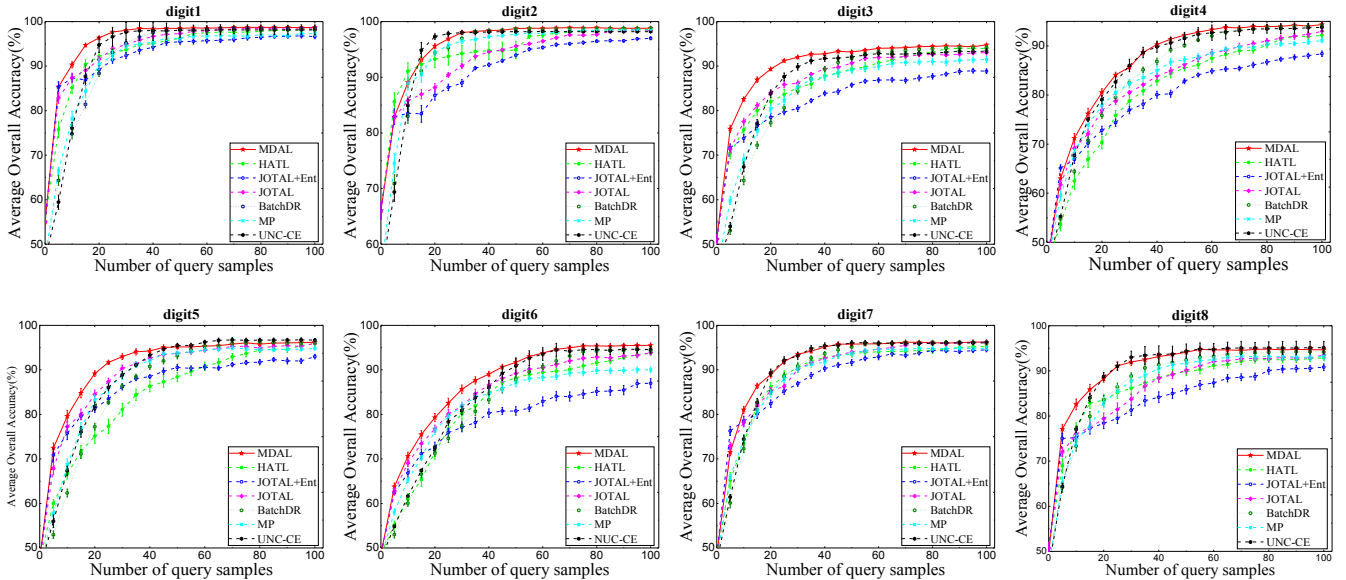 digit1
Average Overall Accuracy(%)
100
90
80
70
60
50
MDAL
HATL
JOTAL+Ent
JOTAL
BatchDR
MP
UNC-CE
0 20 40 60 80 100
Number of query samples
digit2
Average Overall Accuracy(%)
100
90
80
70
60
MDAL
HATL
JOTAL+Ent
JOTAL
BatchDR
MP
UNC-CE
0 20 40 60 80 100
Number of query samples
digit3
Average Overall Accuracy(%)
100
90
80
70
60
50
MDAL
HATL
JOTAL+Ent
JOTAL
BatchDR
MP
UNC-CE
0 20 40 60 80 100
Number of query samples
digit4
Average Overall Accuracy(%)
90
80
70
60
50
MDAL
HATL
JOTAL+Ent
JOTAL
BatchDR
MP
UNC-CE
0 20 40 60 80 100
Number of query samples
digit5
Average Overall Accuracy(%)
100
90
80
70
60
50
MDAL
HATL
JOTAL+Ent
JOTAL
BatchDR
MP
UNC-CE
0 20 40 60 80 100
Number of query samples
digit6
Average Overall Accuracy(%)
100
90
80
70
60
50
MDAL
HATL
JOTAL+Ent
JOTAL
BatchDR
MP
NUC-CE
0 20 40 60 80 100
Number of query samples
digit7
Average Overall Accuracy(%)
100
90
80
70
60
50
MDAL
HATL
JOTAL+Ent
JOTAL
BatchDR
MP
UNC-CE
0 20 40 60 80 100
Number of query samples
digit8
Average Overall Accuracy(%)
100
90
80
70
60
50
MDAL
HATL
JOTAL+Ent
JOTAL
BatchDR
MP
UNC-CE
0 20 40 60 80 100
Number of query samples